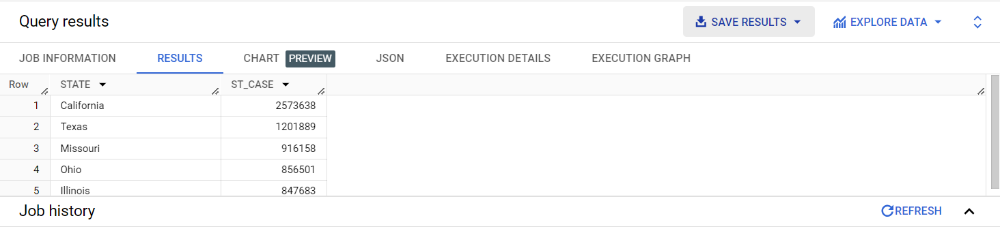 Query results SAVE RESULTS EXPLORE DATA
JOB INFORMATION RESULTS CHART PREVIEW JSON EXECUTION DETAILS EXECUTION GRAPH
Row STATE ST_CASE
1 California 2573638
2 Texas 1201889
3 Missouri 916158
4 Ohio 856501
5 Illinois 847683
Job history REFRESH